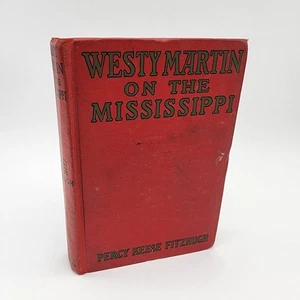 WESTY MARTIN
ON THE
MISSISSIPPI
PERCY KEESE FITZHUGH